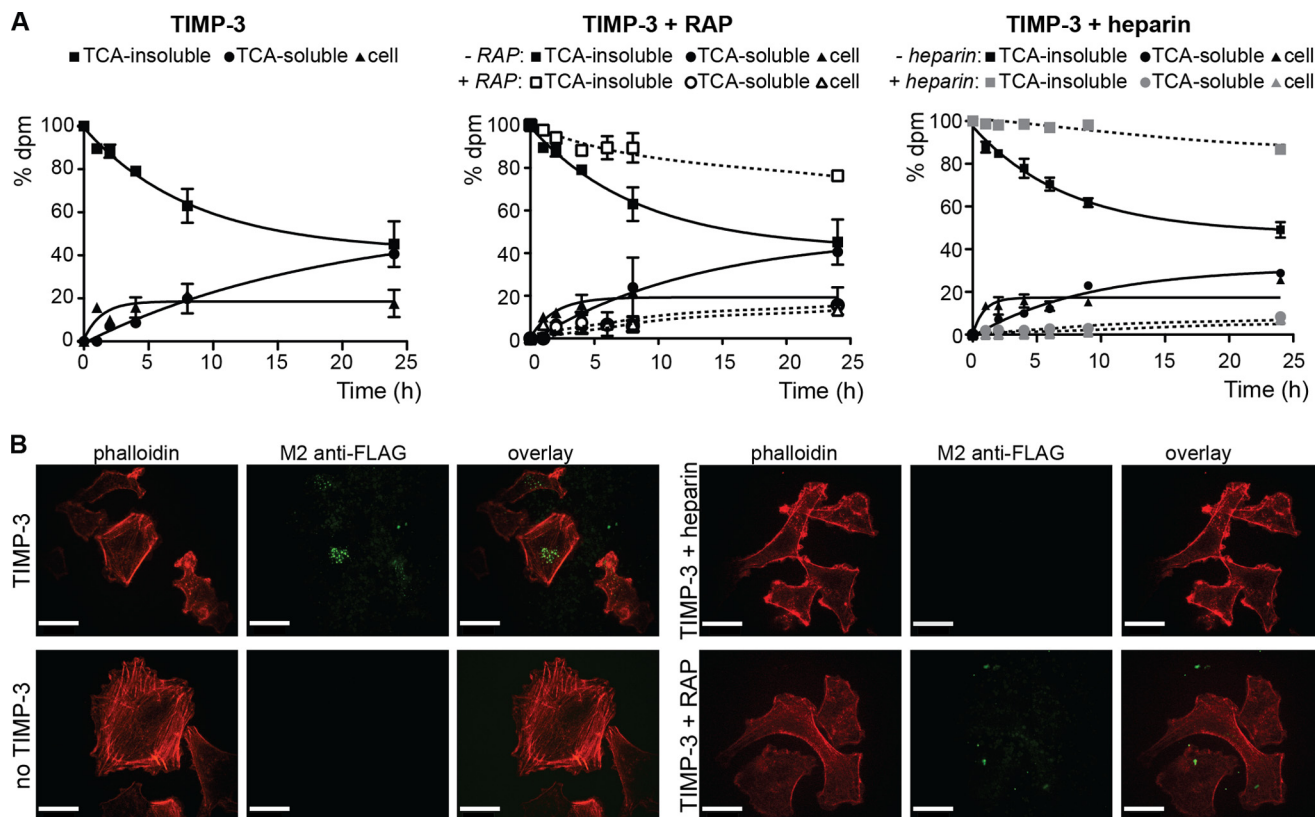 A
TIMP-3
■TCA-insoluble ●TCA-soluble ▲cell
% dpm
100
80
60
40
20
0
0 5 10 15 20 25
Time (h)
TIMP-3 + RAP
- RAP: ■TCA-insoluble ●TCA-soluble ▲cell
+ RAP: □TCA-insoluble ○TCA-soluble △cell
% dpm
100
80
60
40
20
0
0 5 10 15 20 25
Time (h)
TIMP-3 + heparin
- heparin: ■TCA-insoluble ●TCA-soluble ▲cell
+ heparin: ■TCA-insoluble ●TCA-soluble ▲cell
% dpm
100
80
60
40
20
0
0 5 10 15 20 25
Time (h)
B
phalloidin M2 anti-FLAG overlay
TIMP-3
no TIMP-3
phalloidin M2 anti-FLAG overlay
TIMP-3 + heparin
TIMP-3 + RAP